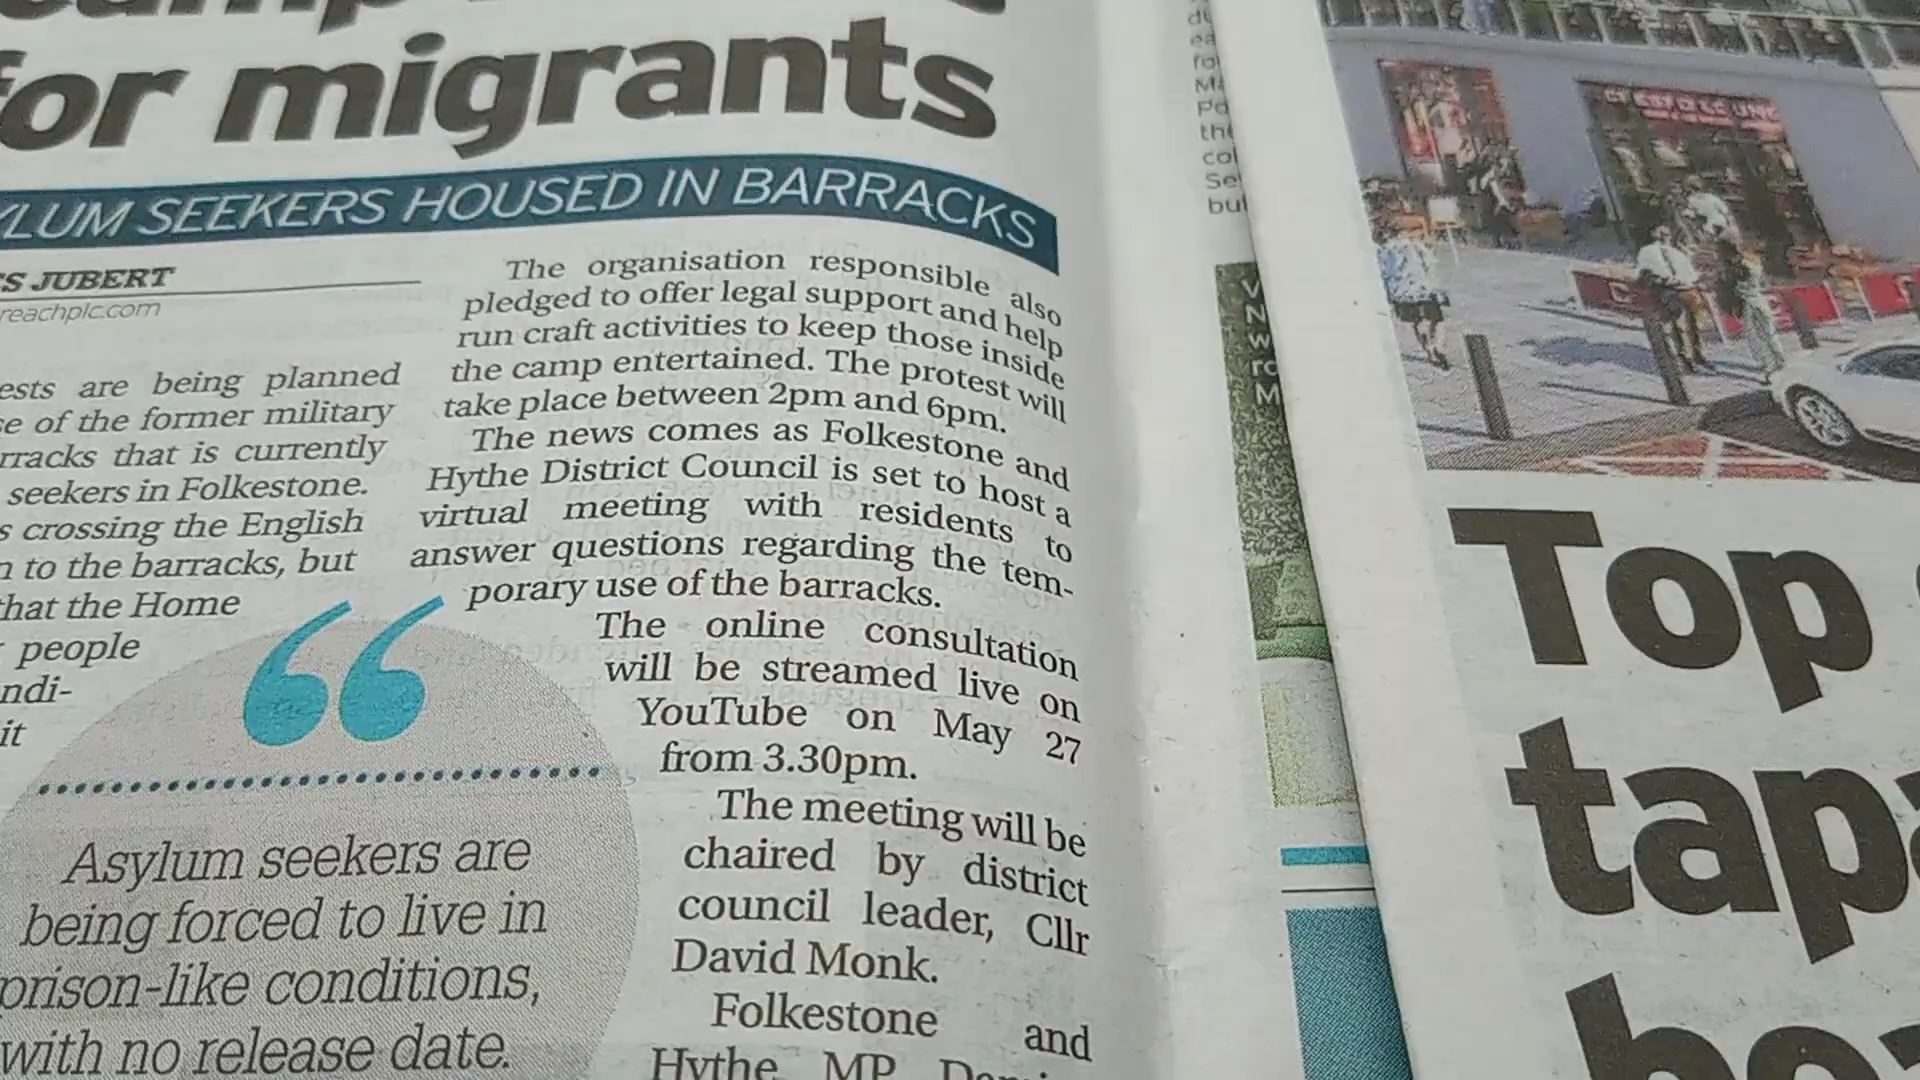 for migrants
YLUM SEEKERS HOUSED IN BARRACKS
ES JUBERT
reachplc.com
ests are being planned
se of the former military
rracks that is currently
seekers in Folkestone.
s crossing the English
n to the barracks, but
that the Home
people
ndi-
it
The organisation responsible also
pledged to offer legal support and help
run craft activities to keep those inside
the camp entertained. The protest will
take place between 2pm and 6pm.
The news comes as Folkestone and
Hythe District Council is set to host a
virtual meeting with residents to
answer questions regarding the tem-
porary use of the barracks.
The online consultation
will be streamed live on
YouTube on May 27
from 3.30pm.
The meeting will be
chaired by district
council leader, Cllr
David Monk.
Folkestone and
Hythe MP
“
Asylum seekers are
being forced to live in
prison-like conditions,
with no release date.
Top
tap